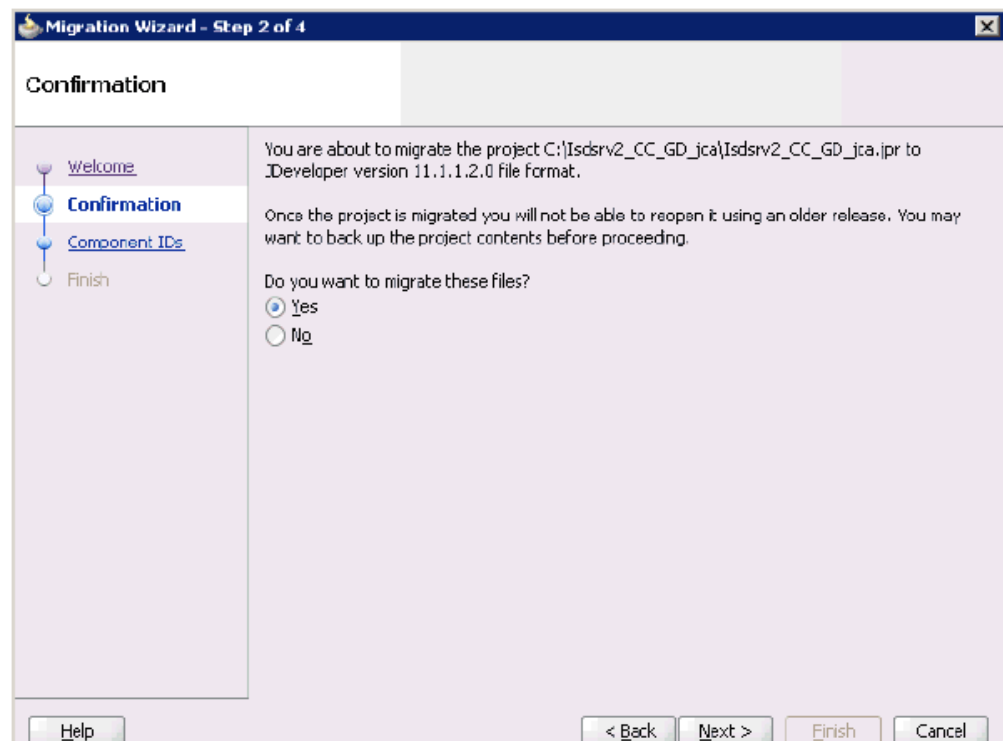 Migration Wizard - Step 2 of 4
Confirmation
Welcome
Confirmation
Component IDs
Finish
You are about to migrate the project C:\Isdsrv2_CC_GD_jca\Isdsrv2_CC_GD_jca.jpr to
JDeveloper version 11.1.1.2.0 file format.
Once the project is migrated you will not be able to reopen it using an older release. You may
want to back up the project contents before proceeding.
Do you want to migrate these files?
Yes
No
Help
< Back
Next >
Finish
Cancel